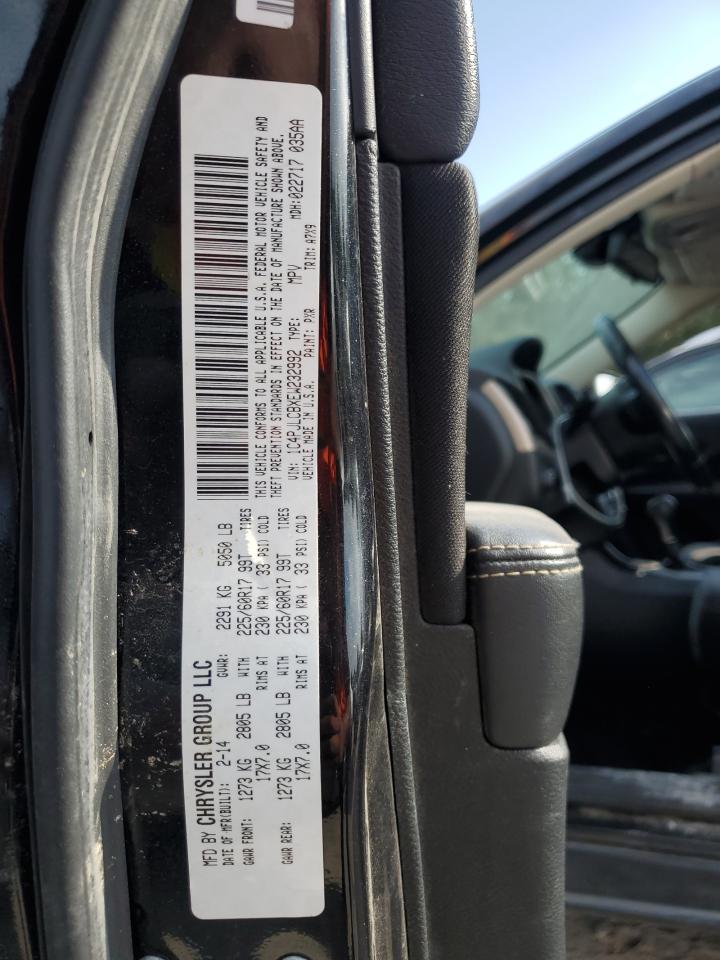 MFD BY CHRYSLER GROUP LLC
DATE OF MFR(BUILT): 2-14 GVWR: 2291 KG 5050 LB
GAWR FRONT: 1273 KG 2805 LB WITH 225/60R17 99T TIRES
17X7.0 RIMS AT 230 KPA ( 33 PSI) COLD
GAWR REAR: 1273 KG 2805 LB WITH 225/60R17 99T TIRES
17X7.0 RIMS AT 230 KPA ( 33 PSI) COLD
THIS VEHICLE CONFORMS TO ALL APPLICABLE U.S.A. FEDERAL MOTOR VEHICLE SAFETY AND
THEFT PREVENTION STANDARDS IN EFFECT ON THE DATE OF MANUFACTURE SHOWN ABOVE.
VIN: 1C4PJLCBXEW232992 TYPE: MPV MDH:022717 035AA
VEHICLE MADE IN U.S.A. PAINT: PXR TRIM: A7X9